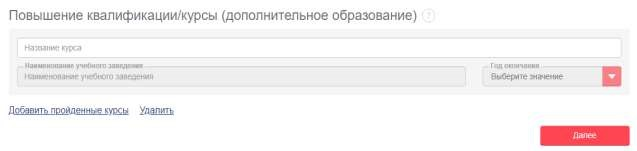 Повышение квалификации/курсы (дополнительное образование) ?
Название курса
Наименование учебного заведения Год окончания
Наименование учебного заведения Выберите значение
Добавить пройденные курсы Удалить
Далее